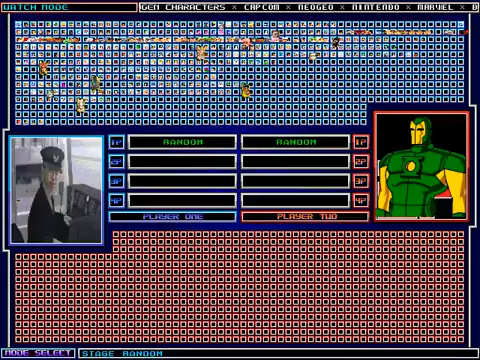 WATCH MODE
GEN CHARACTERS × CAPCOM × NEOGEO × NINTENDO × MARVEL × D
1P RANDOM RANDOM 1P
2P 2P
3P 3P
4P 4P
PLAYER ONE PLAYER TWO
MODE SELECT STAGE RANDOM